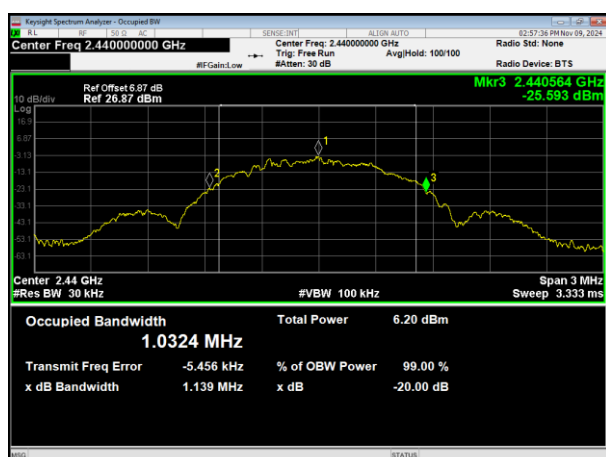 Keysight Spectrum Analyzer - Occupied BW
RL RF 50 Ω AC SENSE:INT ALIGN AUTO 02:57:36 PM Nov 09, 2024
Center Freq 2.440000000 GHz Center Freq: 2.440000000 GHz Radio Std: None
Trig: Free Run Avg|Hold: 100/100
#IFGain:Low #Atten: 30 dB Radio Device: BTS
Ref Offset 6.87 dB Mkr3 2.440564 GHz
10 dB/div Ref 26.87 dBm -25.593 dBm
Log
16.9
6.87
-3.13
-13.1
-23.1
-33.1
-43.1
-53.1
-63.1
1
2
3
Center 2.44 GHz Span 3 MHz
#Res BW 30 kHz #VBW 100 kHz Sweep 3.333 ms
Occupied Bandwidth Total Power 6.20 dBm
1.0324 MHz
Transmit Freq Error -5.456 kHz % of OBW Power 99.00 %
x dB Bandwidth 1.139 MHz x dB -20.00 dB
MSG STATUS